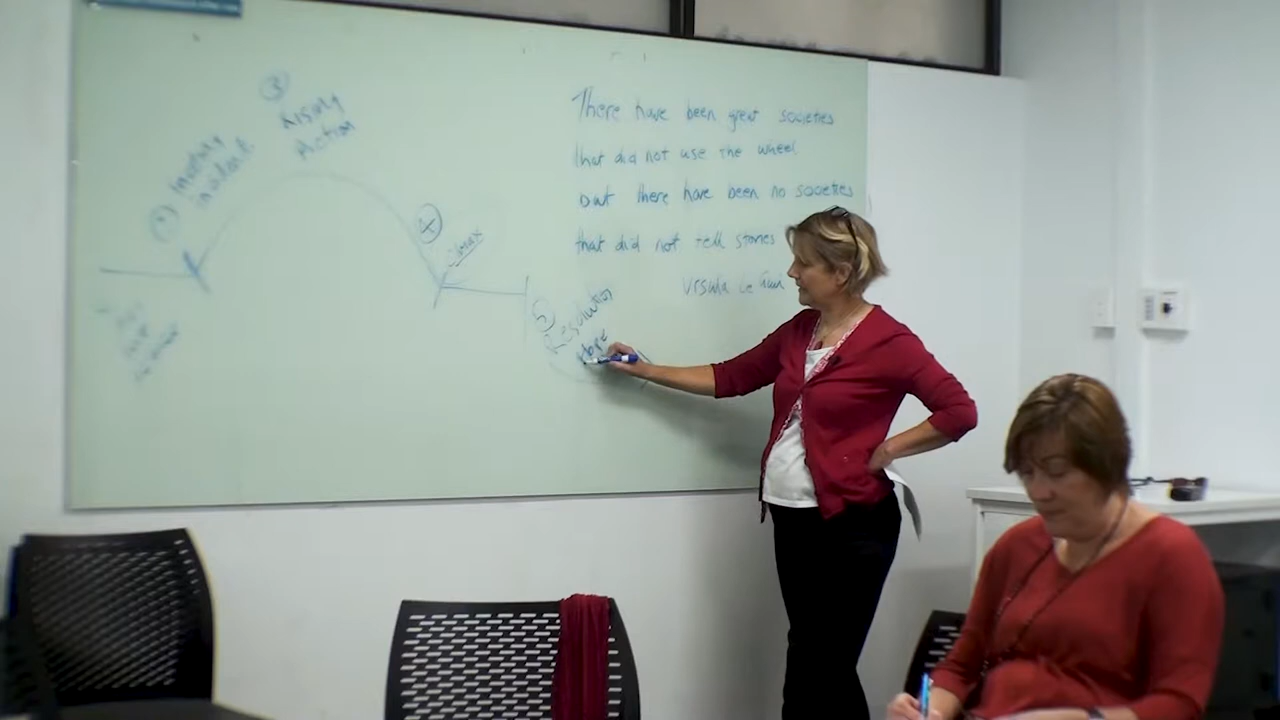 ③
Rising
Action
Inciting
incident
④
Climax
⑤
Resolution
Hope
There have been great societies
that did not use the wheel
but there have been no societies
that did not tell stories
Ursula Le Guin